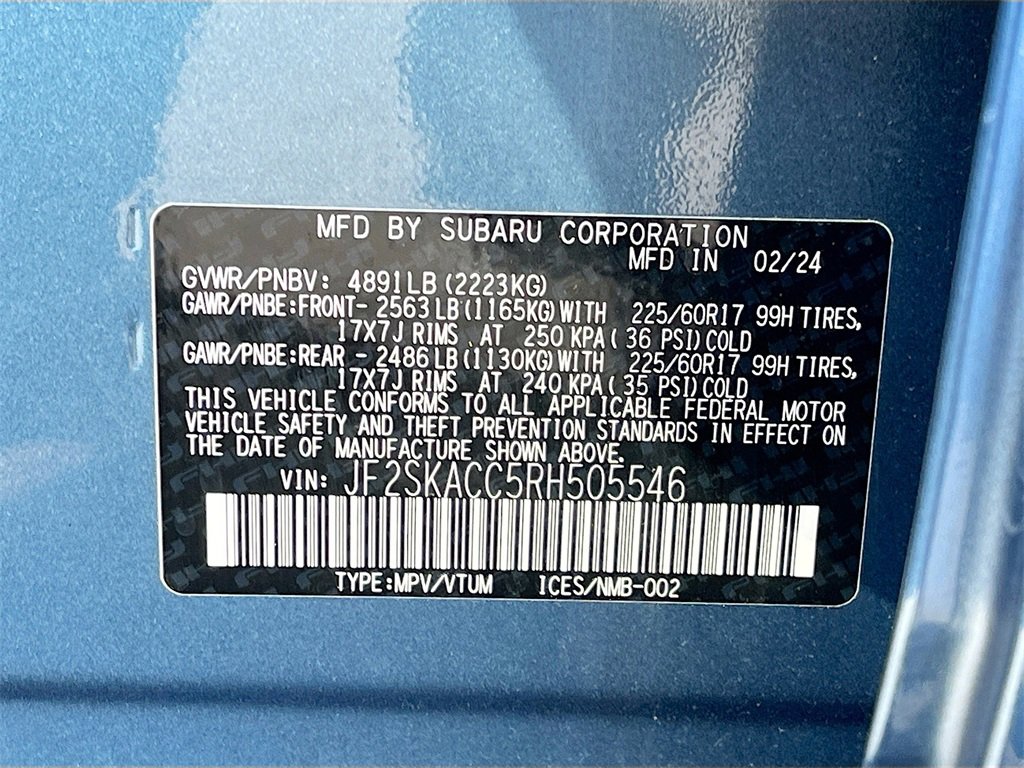 MFD BY SUBARU CORPORATION
MFD IN 02/24
GVWR/PNBV: 4891LB (2223KG)
GAWR/PNBE:FRONT- 2563LB(1165KG)WITH 225/60R17 99H TIRES,
17X7J RIMS AT 250 KPA( 36 PSI)COLD
GAWR/PNBE:REAR - 2486LB(1130KG)WITH 225/60R17 99H TIRES,
17X7J RIMS AT 240 KPA(35 PSI)COLD
THIS VEHICLE CONFORMS TO ALL APPLICABLE FEDERAL MOTOR
VEHICLE SAFETY AND THEFT PREVENTION STANDARDS IN EFFECT ON
THE DATE OF MANUFACTURE SHOWN ABOVE.
VIN: JF2SKACC5RH505546
TYPE:MPV/VTUM ICES/NMB-002